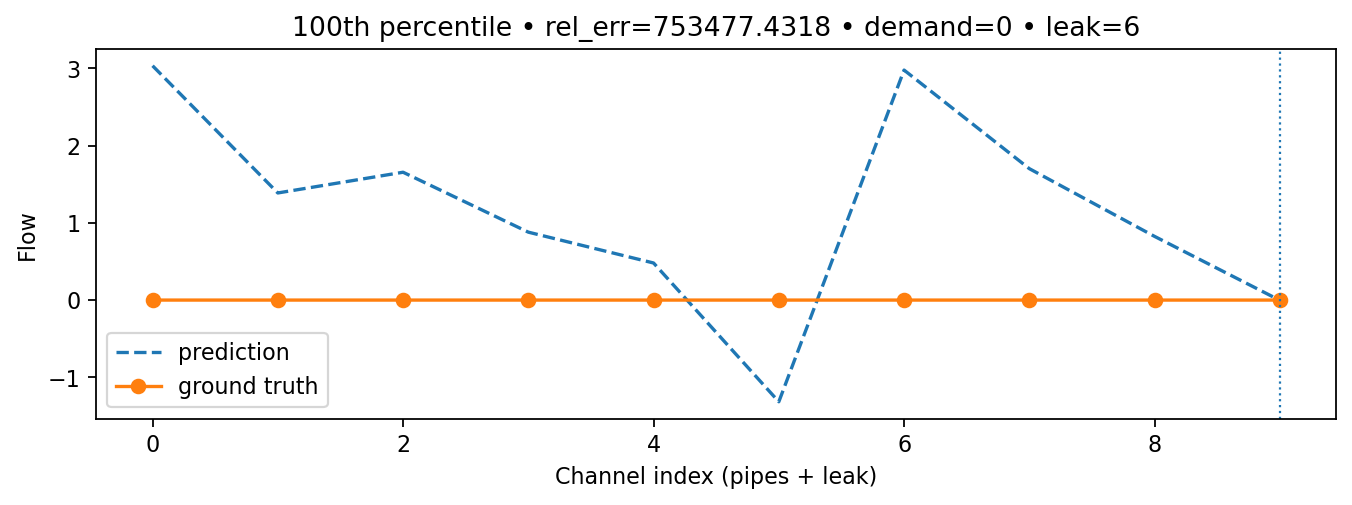 100th percentile • rel_err=753477.4318 • demand=0 • leak=6
3
2
1
0
−1
Flow
prediction
ground truth
0
2
4
6
8
Channel index (pipes + leak)